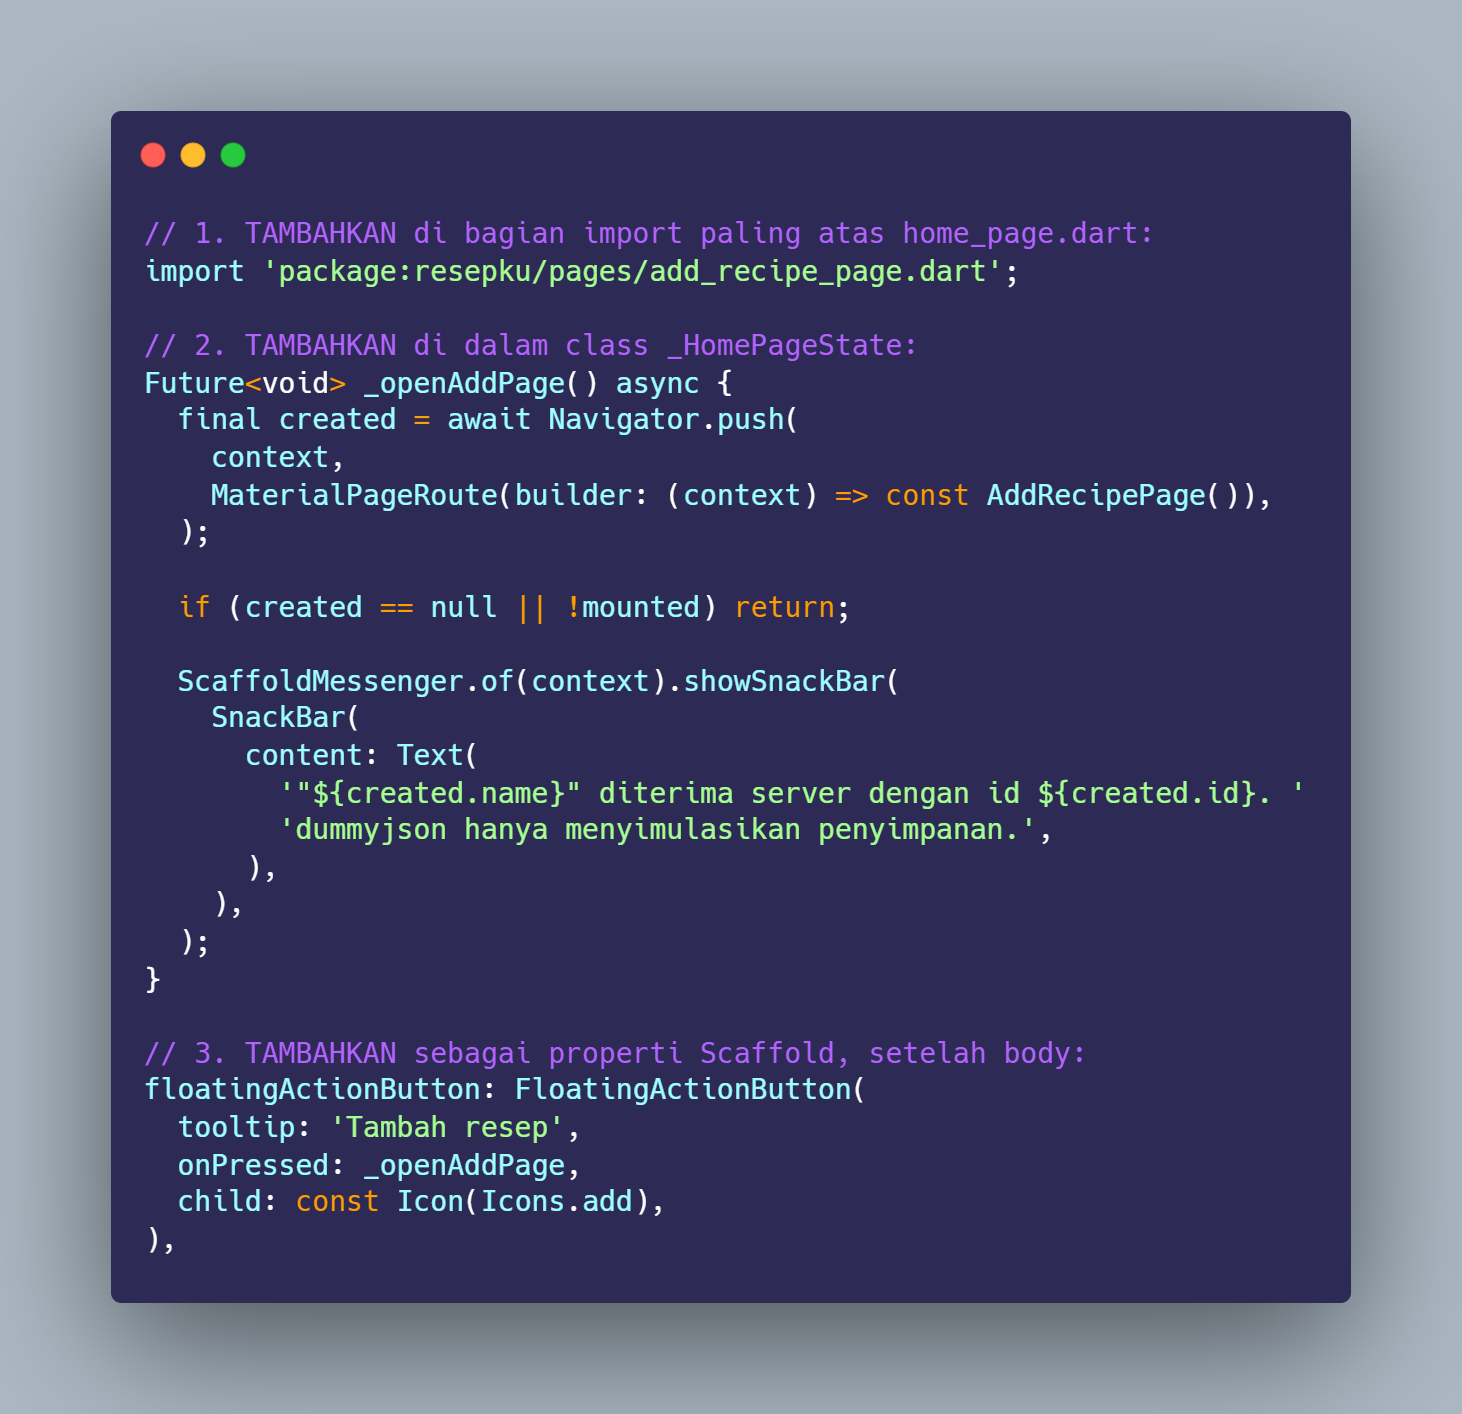 // 1. TAMBAHKAN di bagian import paling atas home_page.dart:
import 'package:resepku/pages/add_recipe_page.dart';

// 2. TAMBAHKAN di dalam class _HomePageState:
Future<void> _openAddPage() async {
  final created = await Navigator.push(
    context,
    MaterialPageRoute(builder: (context) => const AddRecipePage()),
  );

  if (created == null || !mounted) return;

  ScaffoldMessenger.of(context).showSnackBar(
    SnackBar(
      content: Text(
        '"${created.name}" diterima server dengan id ${created.id}. '
        'dummyjson hanya menyimulasikan penyimpanan.',
      ),
    ),
  );
}

// 3. TAMBAHKAN sebagai properti Scaffold, setelah body:
floatingActionButton: FloatingActionButton(
  tooltip: 'Tambah resep',
  onPressed: _openAddPage,
  child: const Icon(Icons.add),
),